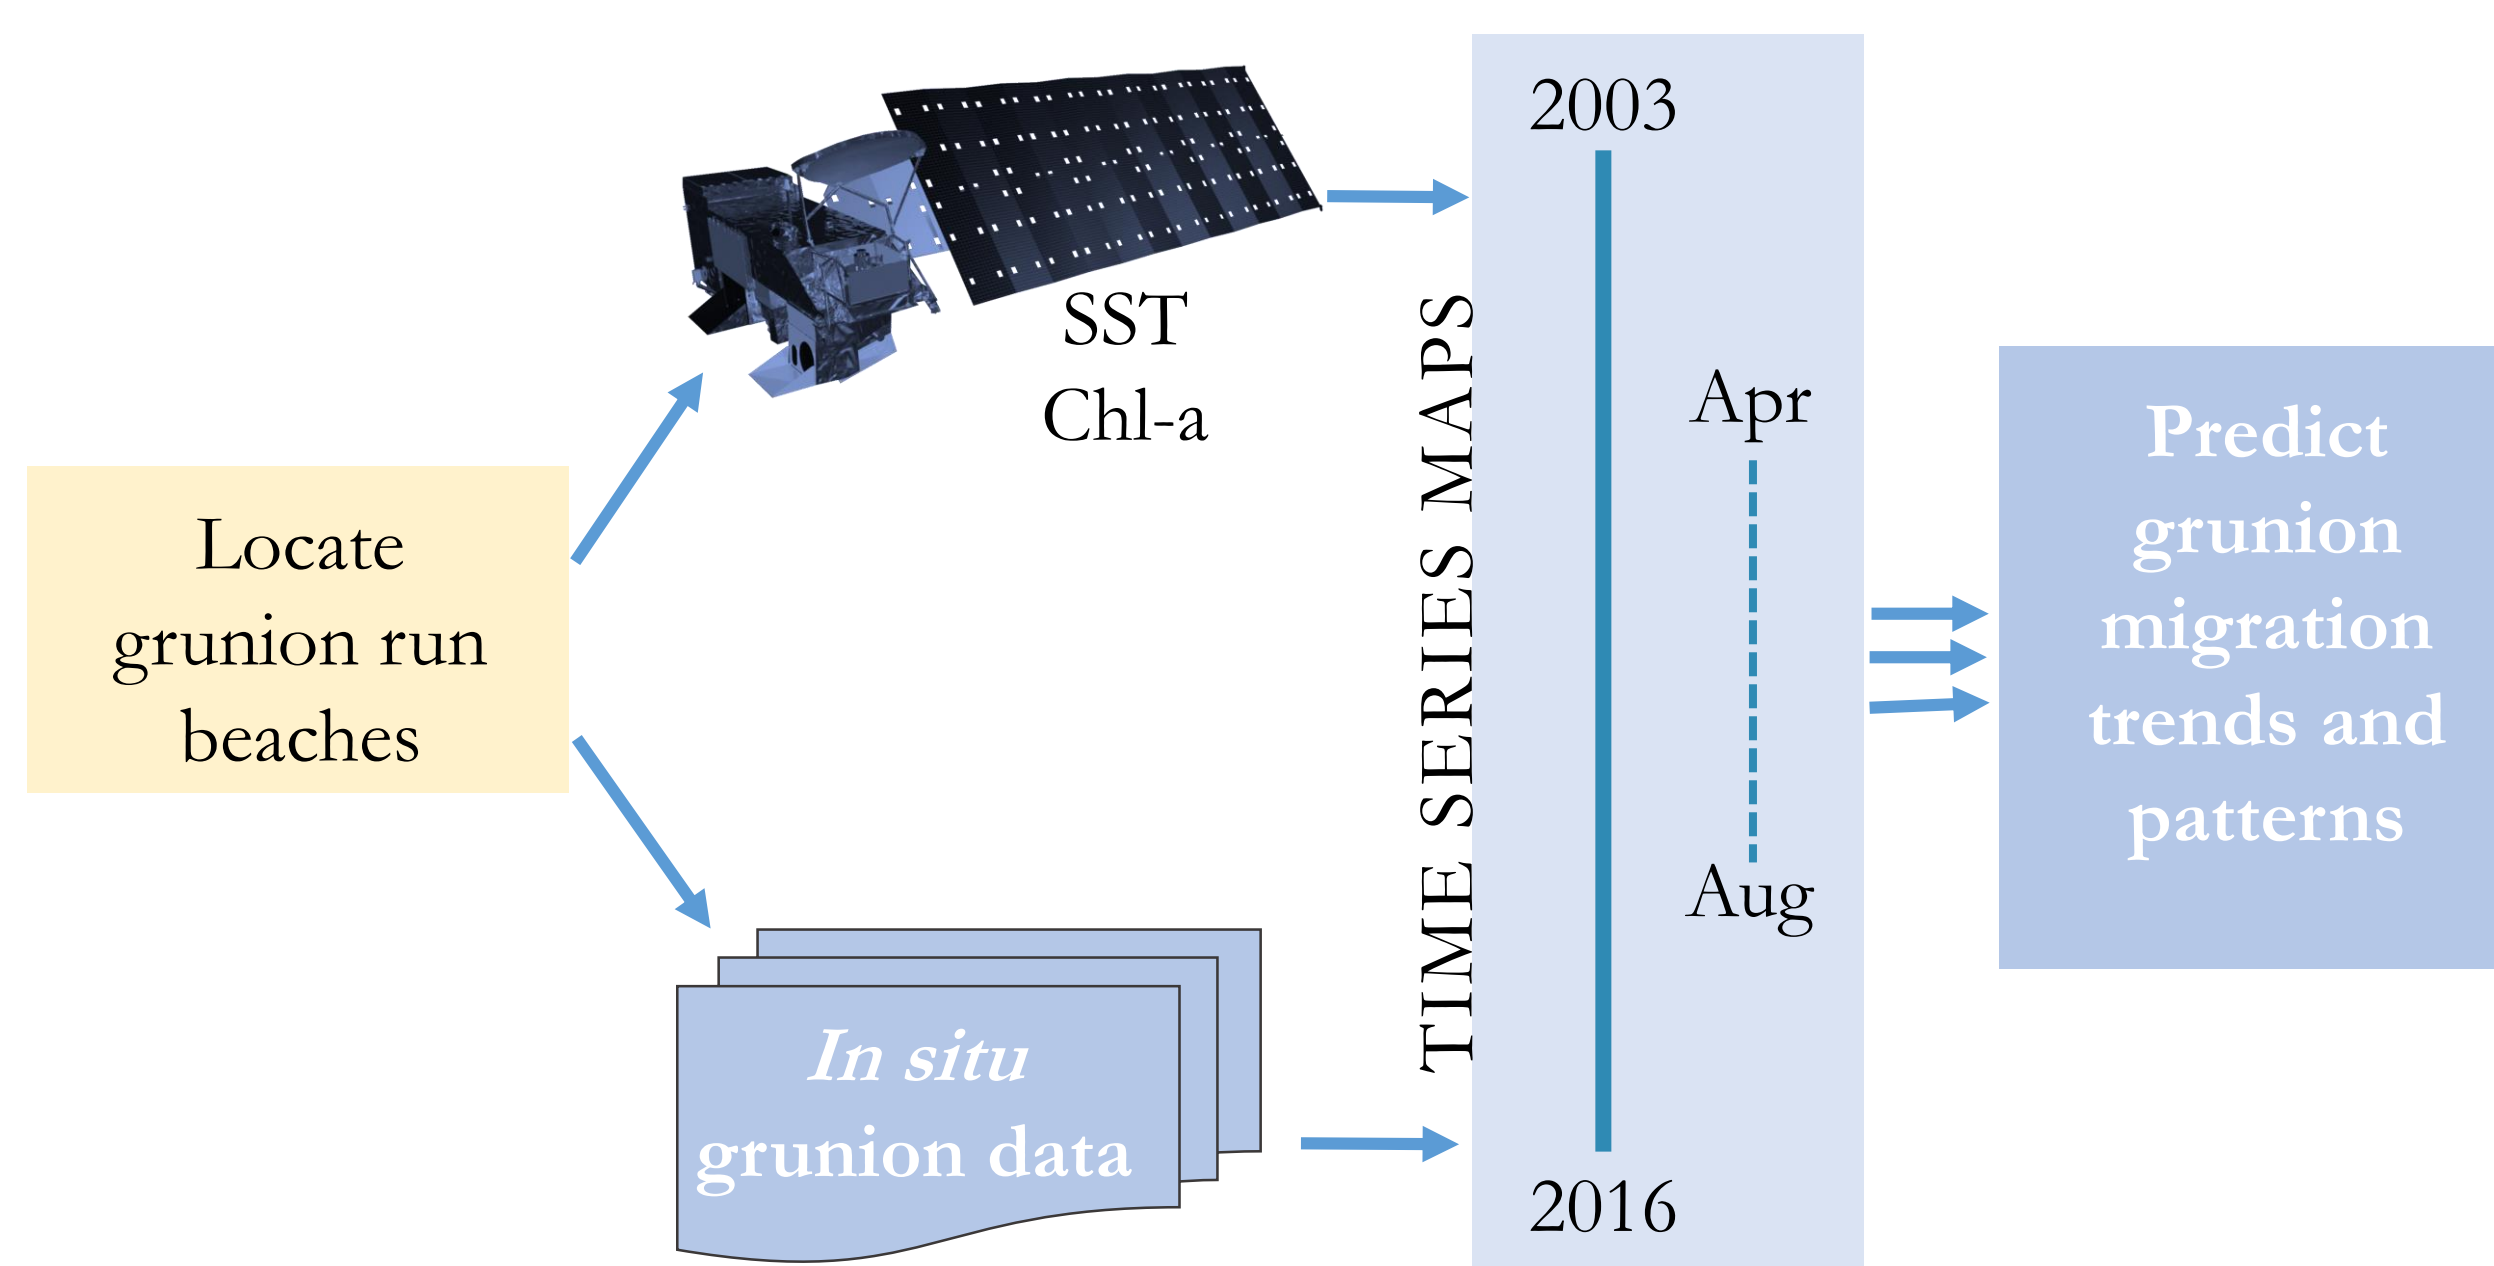 Locate
grunion run
beaches
SST
Chl-a
In situ
grunion data
TIME SERIES MAPS
2003
Apr
Aug
2016
Predict
grunion
migration
trends and
patterns